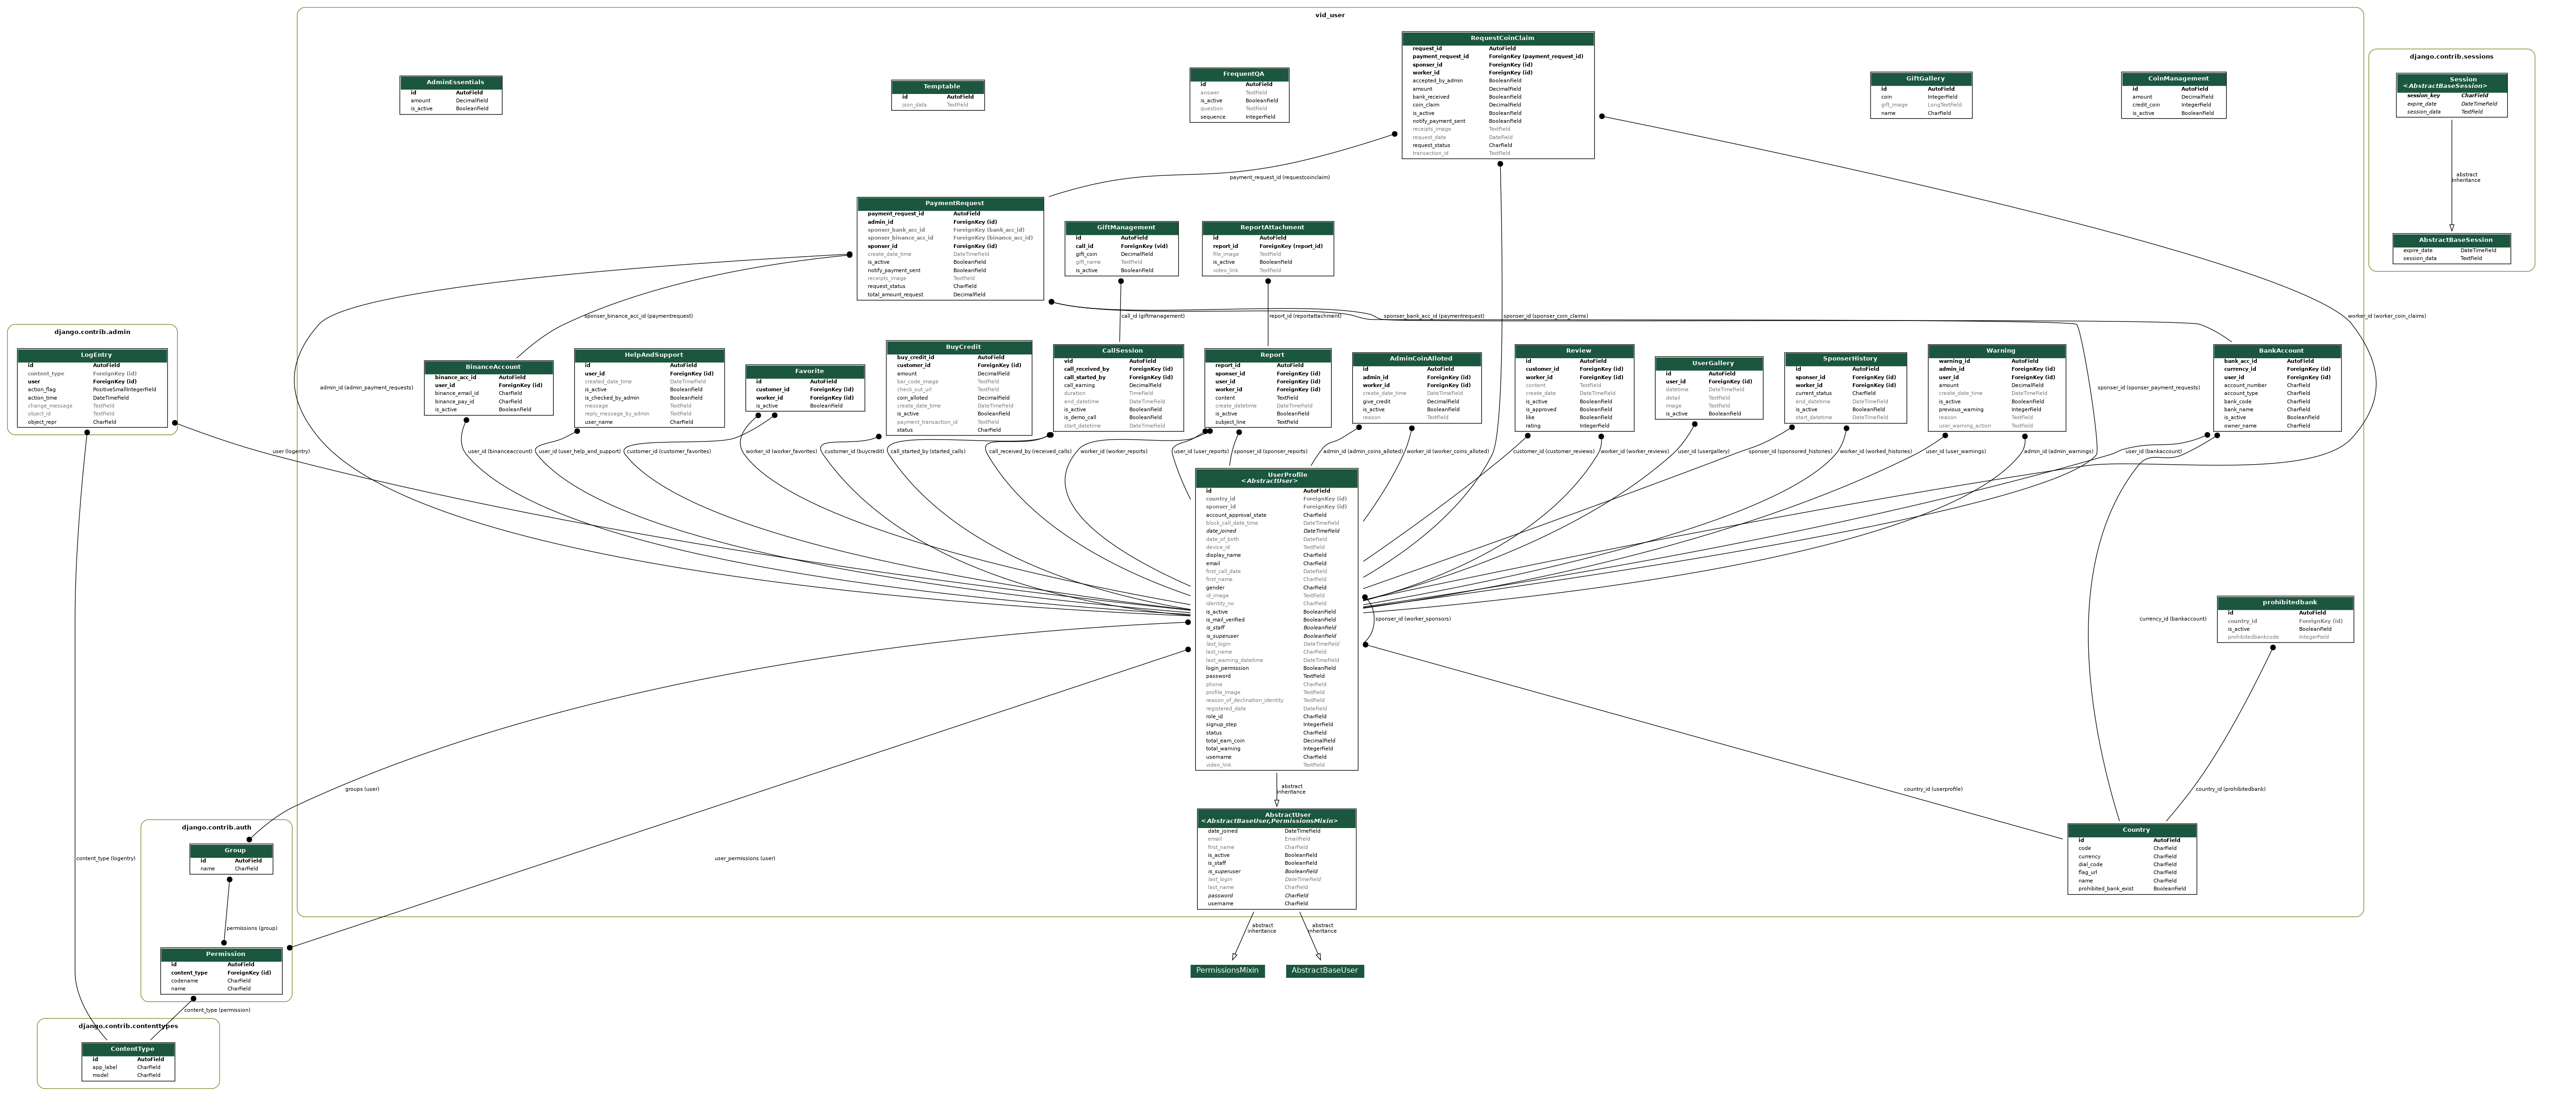 vid_user
RequestCoinClaim
request_id AutoField
payment_request_id ForeignKey (payment_request_id)
sponser_id ForeignKey (id)
worker_id ForeignKey (id)
accepted_by_admin BooleanField
amount DecimalField
bank_received BooleanField
coin_claim DecimalField
is_active BooleanField
notify_payment_sent BooleanField
receipts_image TextField
request_date DateField
request_status CharField
transaction_id TextField
AdminEssentials
id AutoField
amount DecimalField
is_active BooleanField
Temptable
id AutoField
json_data TextField
FrequentQA
id AutoField
answer TextField
is_active BooleanField
question TextField
sequence IntegerField
GiftGallery
id AutoField
coin IntegerField
gift_image LongTextField
name CharField
CoinManagement
id AutoField
amount DecimalField
credit_coin IntegerField
is_active BooleanField
django.contrib.sessions
Session
<AbstractBaseSession>
session_key CharField
expire_date DateTimeField
session_data TextField
abstract
inheritance
AbstractBaseSession
expire_date DateTimeField
session_data TextField
payment_request_id (requestcoinclaim)
PaymentRequest
payment_request_id AutoField
admin_id ForeignKey (id)
sponser_bank_acc_id ForeignKey (bank_acc_id)
sponser_binance_acc_id ForeignKey (binance_acc_id)
sponser_id ForeignKey (id)
create_date_time DateTimeField
is_active BooleanField
notify_payment_sent BooleanField
receipts_image TextField
request_status CharField
total_amount_request DecimalField
GiftManagement
id AutoField
call_id ForeignKey (vid)
gift_coin DecimalField
gift_name TextField
is_active BooleanField
ReportAttachment
id AutoField
report_id ForeignKey (report_id)
file_image TextField
is_active BooleanField
video_link TextField
sponser_binance_acc_id (paymentrequest)
call_id (giftmanagement)
report_id (reportattachment)
sponser_bank_acc_id (paymentrequest)
sponser_id (sponser_coin_claims)
worker_id (worker_coin_claims)
django.contrib.admin
LogEntry
id AutoField
content_type ForeignKey (id)
user ForeignKey (id)
action_flag PositiveSmallIntegerField
action_time DateTimeField
change_message TextField
object_id TextField
object_repr CharField
admin_id (admin_payment_requests)
BinanceAccount
binance_acc_id AutoField
user_id ForeignKey (id)
binance_email_id CharField
binance_pay_id CharField
is_active BooleanField
HelpAndSupport
id AutoField
user_id ForeignKey (id)
created_date_time DateTimeField
is_active BooleanField
is_checked_by_admin BooleanField
message TextField
reply_message_by_admin TextField
user_name CharField
Favorite
id AutoField
customer_id ForeignKey (id)
worker_id ForeignKey (id)
is_active BooleanField
BuyCredit
buy_credit_id AutoField
customer_id ForeignKey (id)
amount DecimalField
bar_code_image TextField
check_out_url TextField
coin_alloted DecimalField
create_date_time DateTimeField
is_active BooleanField
payment_transaction_id TextField
status CharField
CallSession
vid AutoField
call_received_by ForeignKey (id)
call_started_by ForeignKey (id)
call_earning DecimalField
duration TimeField
end_datetime DateTimeField
is_active BooleanField
is_demo_call BooleanField
start_datetime DateTimeField
Report
report_id AutoField
sponser_id ForeignKey (id)
user_id ForeignKey (id)
worker_id ForeignKey (id)
content TextField
create_datetime DateTimeField
is_active BooleanField
subject_line TextField
AdminCoinAlloted
id AutoField
admin_id ForeignKey (id)
worker_id ForeignKey (id)
create_date_time DateTimeField
give_credit DecimalField
is_active BooleanField
reason TextField
Review
id AutoField
customer_id ForeignKey (id)
worker_id ForeignKey (id)
content TextField
create_date DateTimeField
is_active BooleanField
is_approved BooleanField
like BooleanField
rating IntegerField
UserGallery
id AutoField
user_id ForeignKey (id)
datetime DateTimeField
detail TextField
image TextField
is_active BooleanField
SponserHistory
id AutoField
sponser_id ForeignKey (id)
worker_id ForeignKey (id)
current_status CharField
end_datetime DateTimeField
is_active BooleanField
start_datetime DateTimeField
Warning
warning_id AutoField
admin_id ForeignKey (id)
user_id ForeignKey (id)
amount DecimalField
create_date_time DateTimeField
is_active BooleanField
previous_warning IntegerField
reason TextField
user_warning_action TextField
sponser_id (sponser_payment_requests)
BankAccount
bank_acc_id AutoField
currency_id ForeignKey (id)
user_id ForeignKey (id)
account_number CharField
account_type CharField
bank_code CharField
bank_name CharField
is_active BooleanField
owner_name CharField
user (logentry)
user_id (binanceaccount)
user_id (user_help_and_support)
customer_id (customer_favorites)
worker_id (worker_favorites)
customer_id (buycredit)
call_started_by (started_calls)
call_received_by (received_calls)
worker_id (worker_reports)
user_id (user_reports)
sponser_id (sponser_reports)
admin_id (admin_coins_alloted)
worker_id (worker_coins_alloted)
customer_id (customer_reviews)
worker_id (worker_reviews)
user_id (usergallery)
sponser_id (sponsored_histories)
worker_id (worked_histories)
user_id (user_warnings)
admin_id (admin_warnings)
user_id (bankaccount)
UserProfile
<AbstractUser>
id AutoField
country_id ForeignKey (id)
sponser_id ForeignKey (id)
account_approval_state CharField
block_call_date_time DateTimeField
date_joined DateTimeField
date_of_birth DateField
device_id TextField
display_name CharField
email CharField
first_call_date DateField
first_name CharField
gender CharField
id_image TextField
identity_no CharField
is_active BooleanField
is_mail_verified BooleanField
is_staff BooleanField
is_superuser BooleanField
last_login DateTimeField
last_name CharField
last_warning_datetime DateTimeField
login_permission BooleanField
password TextField
phone CharField
profile_image TextField
reason_of_declination_identity TextField
registered_date DateField
role_id CharField
signup_step IntegerField
status CharField
total_earn_coin DecimalField
total_warning IntegerField
username CharField
video_link TextField
sponser_id (worker_sponsors)
currency_id (bankaccount)
prohibitedbank
id AutoField
country_id ForeignKey (id)
is_active BooleanField
prohibitedbankcode IntegerField
groups (user)
abstract
inheritance
country_id (userprofile)
country_id (prohibitedbank)
django.contrib.auth
Group
id AutoField
name CharField
content_type (logentry)
user_permissions (user)
AbstractUser
<AbstractBaseUser,PermissionsMixin>
date_joined DateTimeField
email EmailField
first_name CharField
is_active BooleanField
is_staff BooleanField
is_superuser BooleanField
last_login DateTimeField
last_name CharField
password CharField
username CharField
Country
id AutoField
code CharField
currency CharField
dial_code CharField
flag_url CharField
name CharField
prohibited_bank_exist BooleanField
permissions (group)
abstract
inheritance
abstract
inheritance
Permission
id AutoField
content_type ForeignKey (id)
codename CharField
name CharField
PermissionsMixin
AbstractBaseUser
content_type (permission)
django.contrib.contenttypes
ContentType
id AutoField
app_label CharField
model CharField